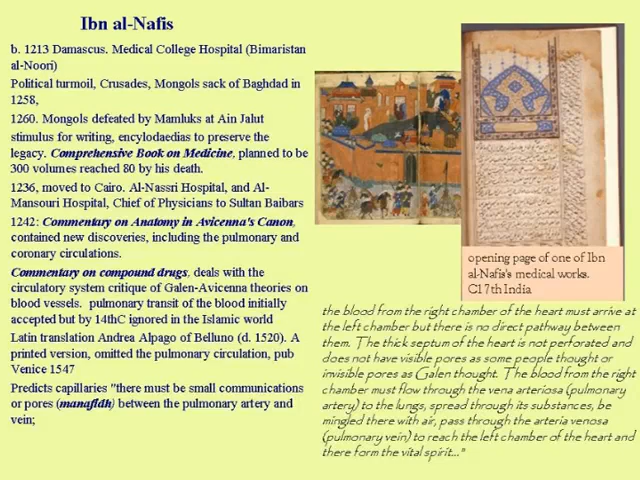 Ibn al-Nafis
b. 1213 Damascus. Medical College Hospital (Bimaristan
al-Noori)
Political turmoil, Crusades, Mongols sack of Baghdad in
1258,
1260. Mongols defeated by Mamluks at Ain Jalut
stimulus for writing, encylodaedias to preserve the
legacy. Comprehensive Book on Medicine, planned to be
300 volumes reached 80 by his death.
1236, moved to Cairo. Al-Nassri Hospital, and Al-
Mansouri Hospital, Chief of Physicians to Sultan Baibars
1242: Commentary on Anatomy in Avicenna's Canon,
contained new discoveries, including the pulmonary and
coronary circulations.
Commentary on compound drugs, deals with the
circulatory system critique of Galen-Avicenna theories on
blood vessels. pulmonary transit of the blood initially
accepted but by 14thC ignored in the Islamic world
Latin translation Andrea Alpago of Belluno (d. 1520). A
printed version, omitted the pulmonary circulation, pub
Venice 1547
Predicts capillaries "there must be small communications
or pores (manafidh) between the pulmonary artery and
vein;
opening page of one of Ibn
al-Nafis's medical works.
C17th India
the blood from the right chamber of the heart must arrive at
the left chamber but there is no direct pathway between
them. The thick septum of the heart is not perforated and
does not have visible pores as some people thought or
invisible pores as Galen thought. The blood from the right
chamber must flow through the vena arteriosa (pulmonary
artery) to the lungs, spread through its substances, be
mingled there with air, pass through the arteria venosa
(pulmonary vein) to reach the left chamber of the heart and
there form the vital spirit..."